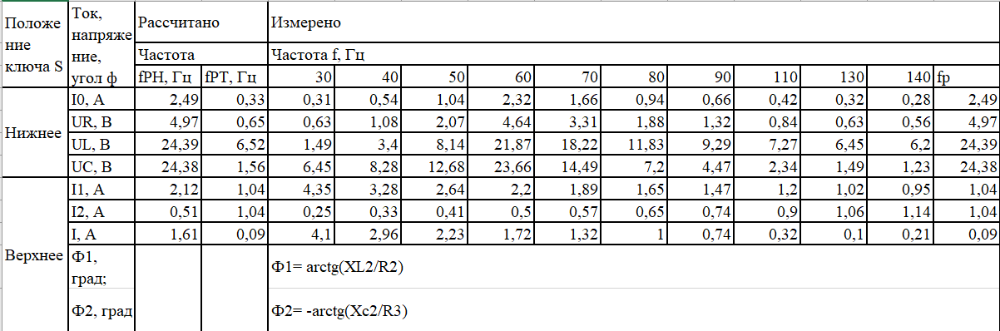 Положе
ние
ключа S
Ток,
напряже
ние,
угол ф
Рассчитано
Измерено
Частота
Частота f, Гц
fPH, Гц fPT, Гц 30 40 50 60 70 80 90 110 130 140 fp
Нижнее
I0, A 2,49 0,33 0,31 0,54 1,04 2,32 1,66 0,94 0,66 0,42 0,32 0,28 2,49
UR, B 4,97 0,65 0,63 1,08 2,07 4,64 3,31 1,88 1,32 0,84 0,63 0,56 4,97
UL, B 24,39 6,52 1,49 3,4 8,14 21,87 18,22 11,83 9,29 7,27 6,45 6,2 24,39
UC, B 24,38 1,56 6,45 8,28 12,68 23,66 14,49 7,2 4,47 2,34 1,49 1,23 24,38
Верхнее
I1, A 2,12 1,04 4,35 3,28 2,64 2,2 1,89 1,65 1,47 1,2 1,02 0,95 1,04
I2, A 0,51 1,04 0,25 0,33 0,41 0,5 0,57 0,65 0,74 0,9 1,06 1,14 1,04
I, A 1,61 0,09 4,1 2,96 2,23 1,72 1,32 1 0,74 0,32 0,1 0,21 0,09
Ф1,
град;
Ф1= arctg(XL2/R2)
Ф2, град
Ф2= -arctg(Xc2/R3)